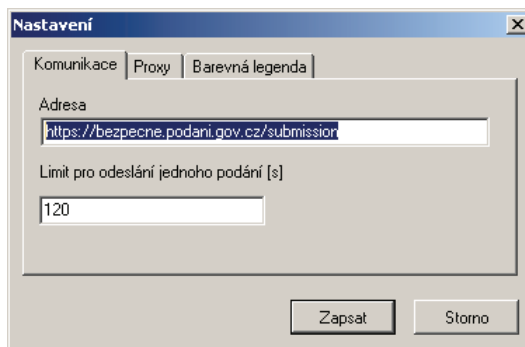 Nastavení
Komunikace Proxy Barevná legenda
Adresa
https://bezpecne.podani.gov.cz/submission
Limit pro odeslání jednoho podání [s]
120
Zapsat Storno